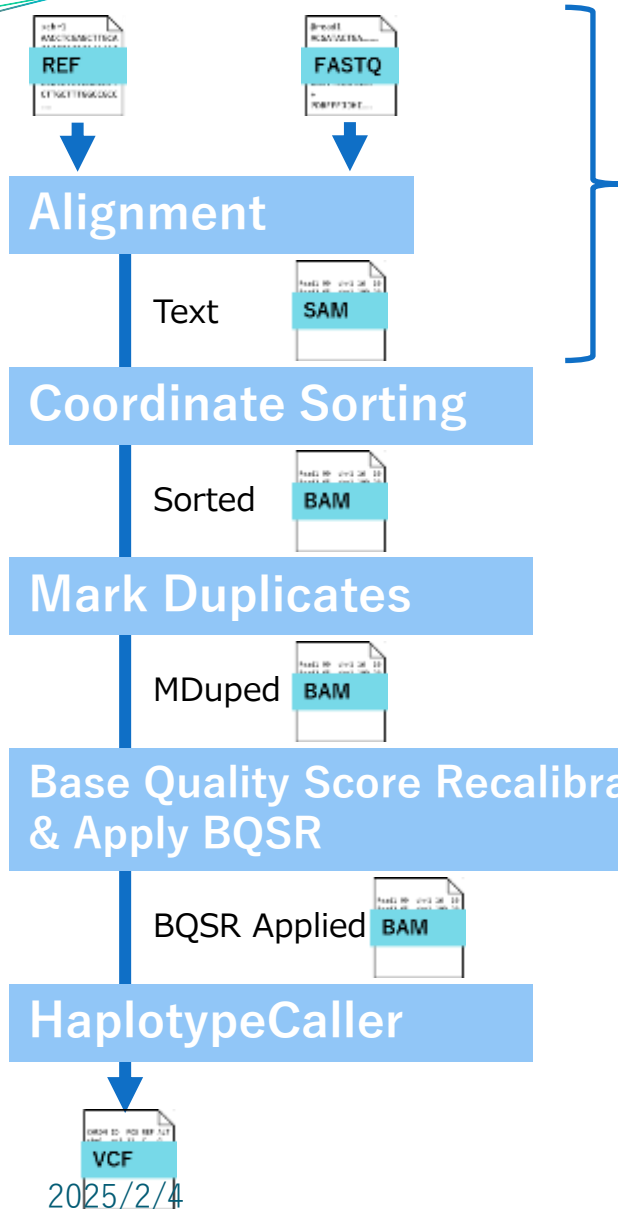 REF
FASTQ
Alignment
Text
SAM
Coordinate Sorting
Sorted
BAM
Mark Duplicates
MDuped
BAM
Base Quality Score Recalibra
& Apply BQSR
BQSR Applied
BAM
HaplotypeCaller
VCF
2025/2/4